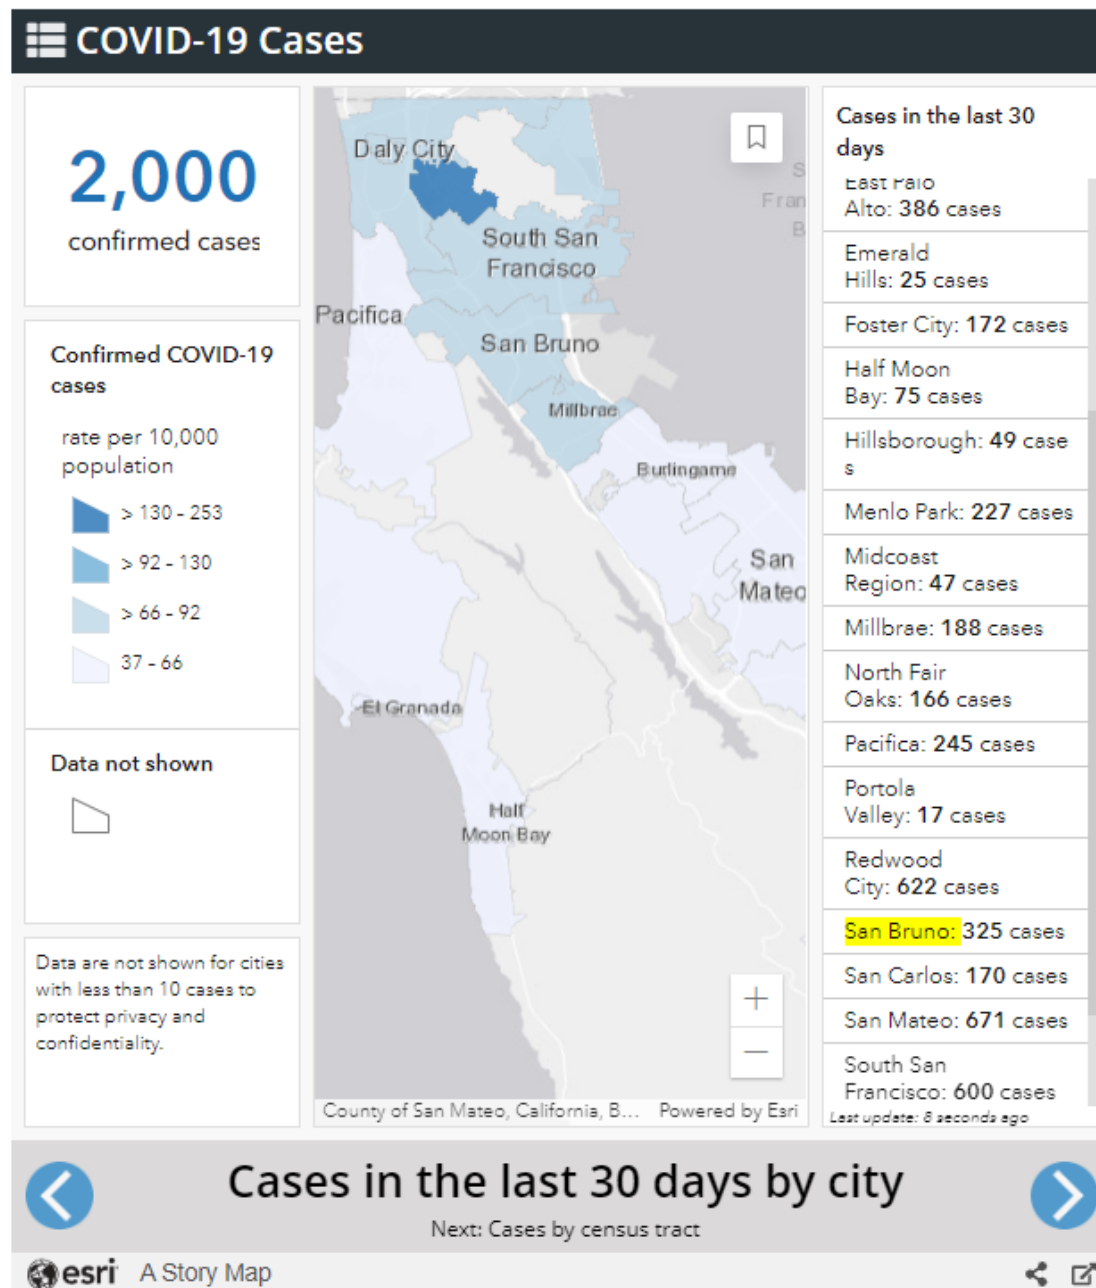 COVID-19 Cases
2,000
confirmed cases
Confirmed COVID-19
cases
rate per 10,000
population
> 130 - 253
> 92 - 130
> 66 - 92
37 - 66
Data not shown
Data are not shown for cities
with less than 10 cases to
protect privacy and
confidentiality.
Daly City
S
Fran
B
South San
Francisco
Pacifica
San Bruno
Millbrae
Burlingame
San
Mateo
El Granada
Half
Moon Bay
County of San Mateo, California, B... Powered by Esri
Cases in the last 30
days
East Palo
Alto: 386 cases
Emerald
Hills: 25 cases
Foster City: 172 cases
Half Moon
Bay: 75 cases
Hillsborough: 49 case
s
Menlo Park: 227 cases
Midcoast
Region: 47 cases
Millbrae: 188 cases
North Fair
Oaks: 166 cases
Pacifica: 245 cases
Portola
Valley: 17 cases
Redwood
City: 622 cases
San Bruno: 325 cases
San Carlos: 170 cases
San Mateo: 671 cases
South San
Francisco: 600 cases
Last update: 8 seconds ago
Cases in the last 30 days by city
Next: Cases by census tract
esri A Story Map